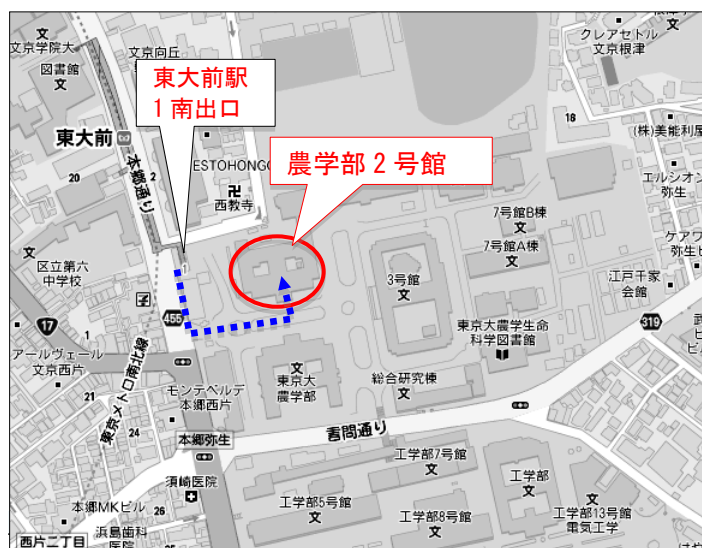 文京学院大
文
図書館
文
文京向丘
東大前駅
1南出口
クレアセトル
文京根津
文
東大前
本郷通り
2
20
ESTOHONGO
卍
西教寺
農学部2号館
18
(株)美能利屋
エルシオン
弥生
7号館B棟
文
7号館A棟
文
ケアワ
弥生ビ
文
区立第六
中学校
1
3号館
文
江戸千家
会館
455
17
1
319
アールヴェール
文京西片
東京メトロ南北線
東京大農学生命
科学図書館
文
東京大
農学部
総合研究棟
文
モンテベルデ
本郷西片
21
24
本郷弥生
言問通り
須崎医院
工学部7号館
文
工学部
文
本郷MKビル
26
工学部5号館
文
工学部8号館
文
文
工学部13号館
電気工学
浜島歯科
医院
25
西片二丁目